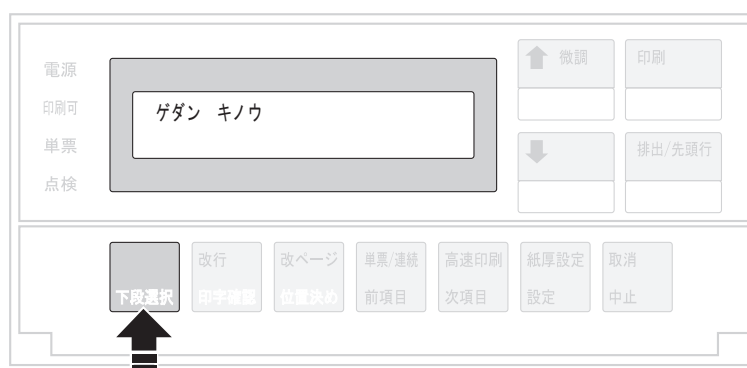 電源
印刷可
単票
点検
ゲダン キノウ
微調
印刷
排出/先頭行
下段選択
改行
印字確認
改ページ
位置決め
単票/連続
前項目
高速印刷
次項目
紙厚設定
設定
取消
中止